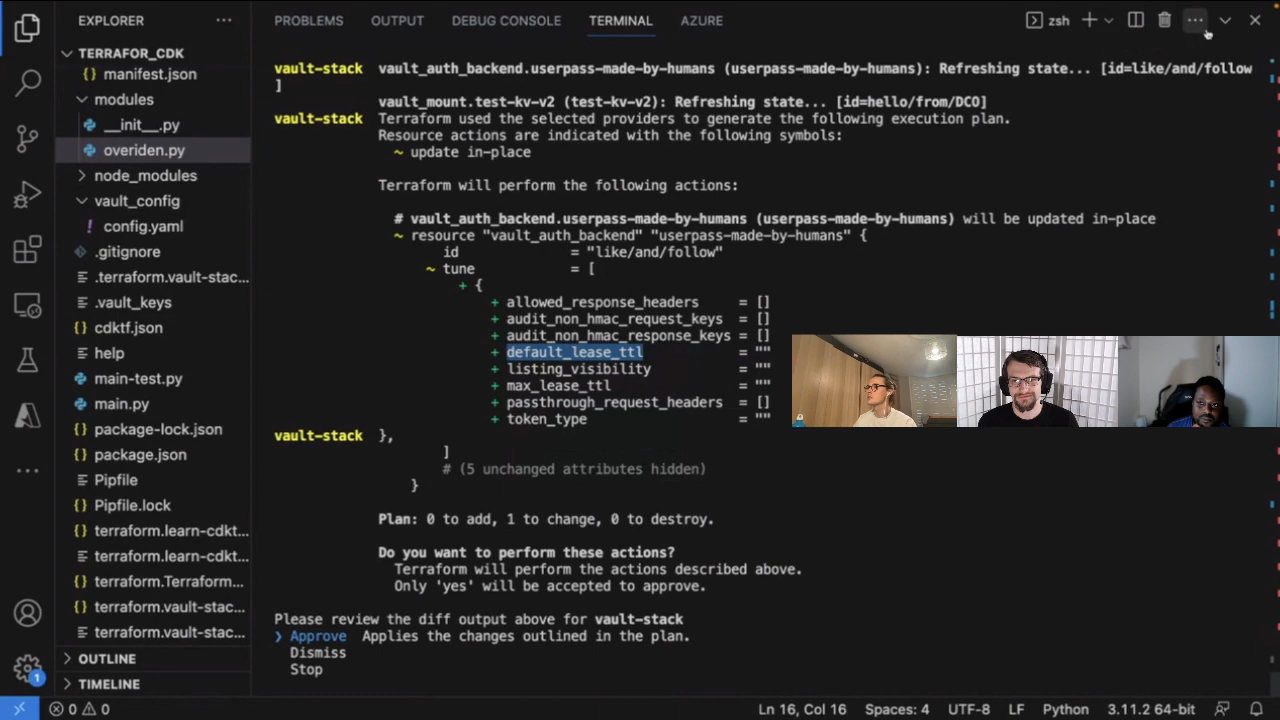 EXPLORER
PROBLEMS OUTPUT DEBUG CONSOLE TERMINAL AZURE
zsh
TERRAFOR_CDK
{} manifest.json
modules
__init__.py
overiden.py
node_modules
vault_config
! config.yaml
.gitignore
.terraform.vault-stac...
.vault_keys
{} cdktf.json
help
main-test.py
main.py
{} package-lock.json
{} package.json
Pipfile
{} Pipfile.lock
{} terraform.learn-cdkt...
terraform.learn-cdkt...
{} terraform.Terraform...
{} terraform.vault-stac...
terraform.vault-stac...
OUTLINE
TIMELINE
vault-stack vault_auth_backend.userpass-made-by-humans (userpass-made-by-humans): Refreshing state... [id=like/and/follow
]
vault_mount.test-kv-v2 (test-kv-v2): Refreshing state... [id=hello/from/DCO]
vault-stack Terraform used the selected providers to generate the following execution plan.
Resource actions are indicated with the following symbols:
~ update in-place
Terraform will perform the following actions:
# vault_auth_backend.userpass-made-by-humans (userpass-made-by-humans) will be updated in-place
~ resource "vault_auth_backend" "userpass-made-by-humans" {
id = "like/and/follow"
~ tune = [
+ {
+ allowed_response_headers = []
+ audit_non_hmac_request_keys = []
+ audit_non_hmac_response_keys = []
+ default_lease_ttl = ""
+ listing_visibility = ""
+ max_lease_ttl = ""
+ passthrough_request_headers = []
+ token_type = ""
vault-stack },
]
# (5 unchanged attributes hidden)
}
Plan: 0 to add, 1 to change, 0 to destroy.
Do you want to perform these actions?
Terraform will perform the actions described above.
Only 'yes' will be accepted to approve.
Please review the diff output above for vault-stack
❯ Approve Applies the changes outlined in the plan.
Dismiss
Stop
1
0 0 Ln 16, Col 16 Spaces: 4 UTF-8 LF Python 3.11.2 64-bit